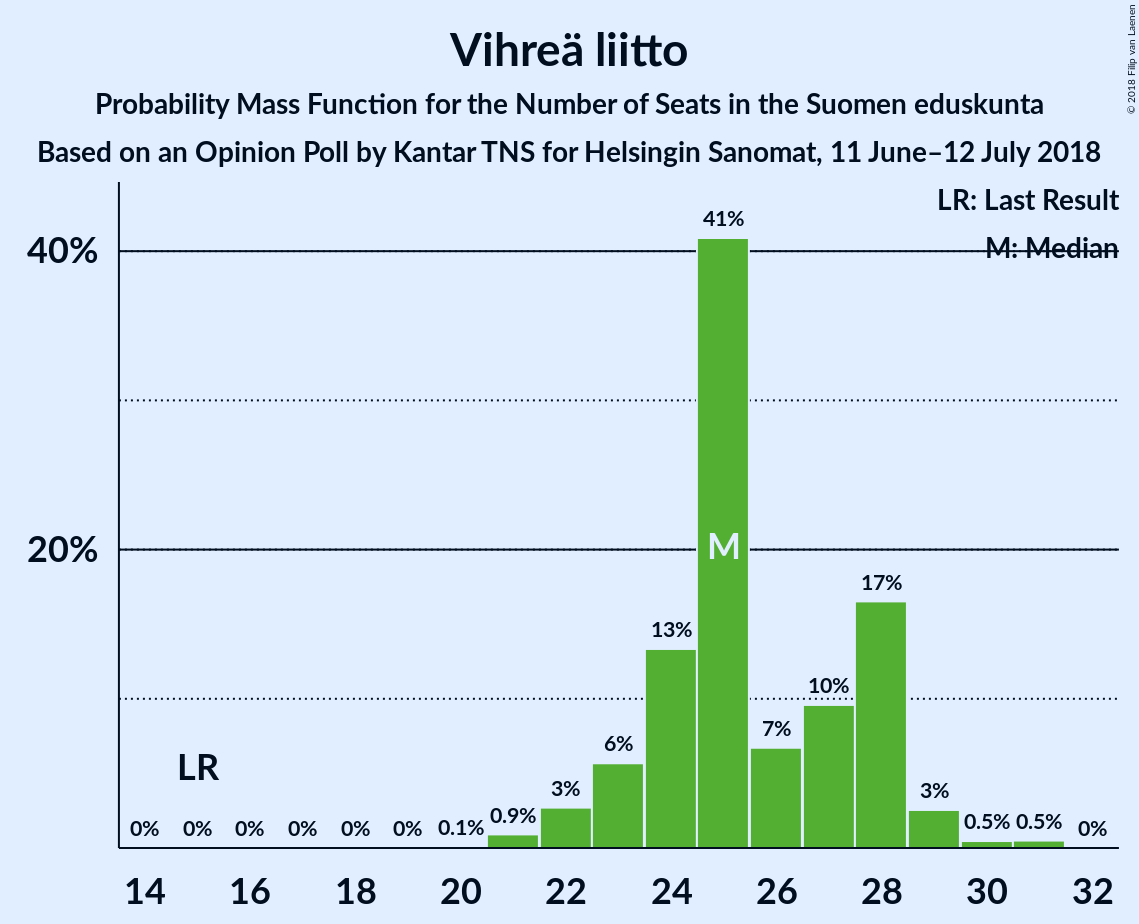 Vihreä liitto
Probability Mass Function for the Number of Seats in the Suomen eduskunta
Based on an Opinion Poll by Kantar TNS for Helsingin Sanomat, 11 June–12 July 2018
© 2018 Filip van Laenen
LR: Last Result
M: Median
40%
20%
41%
M
17%
13%
10%
7%
6%
3%
3%
LR
0% 0% 0% 0% 0% 0% 0.1% 0.9% 0.5% 0.5% 0%
14 16 18 20 22 24 26 28 30 32